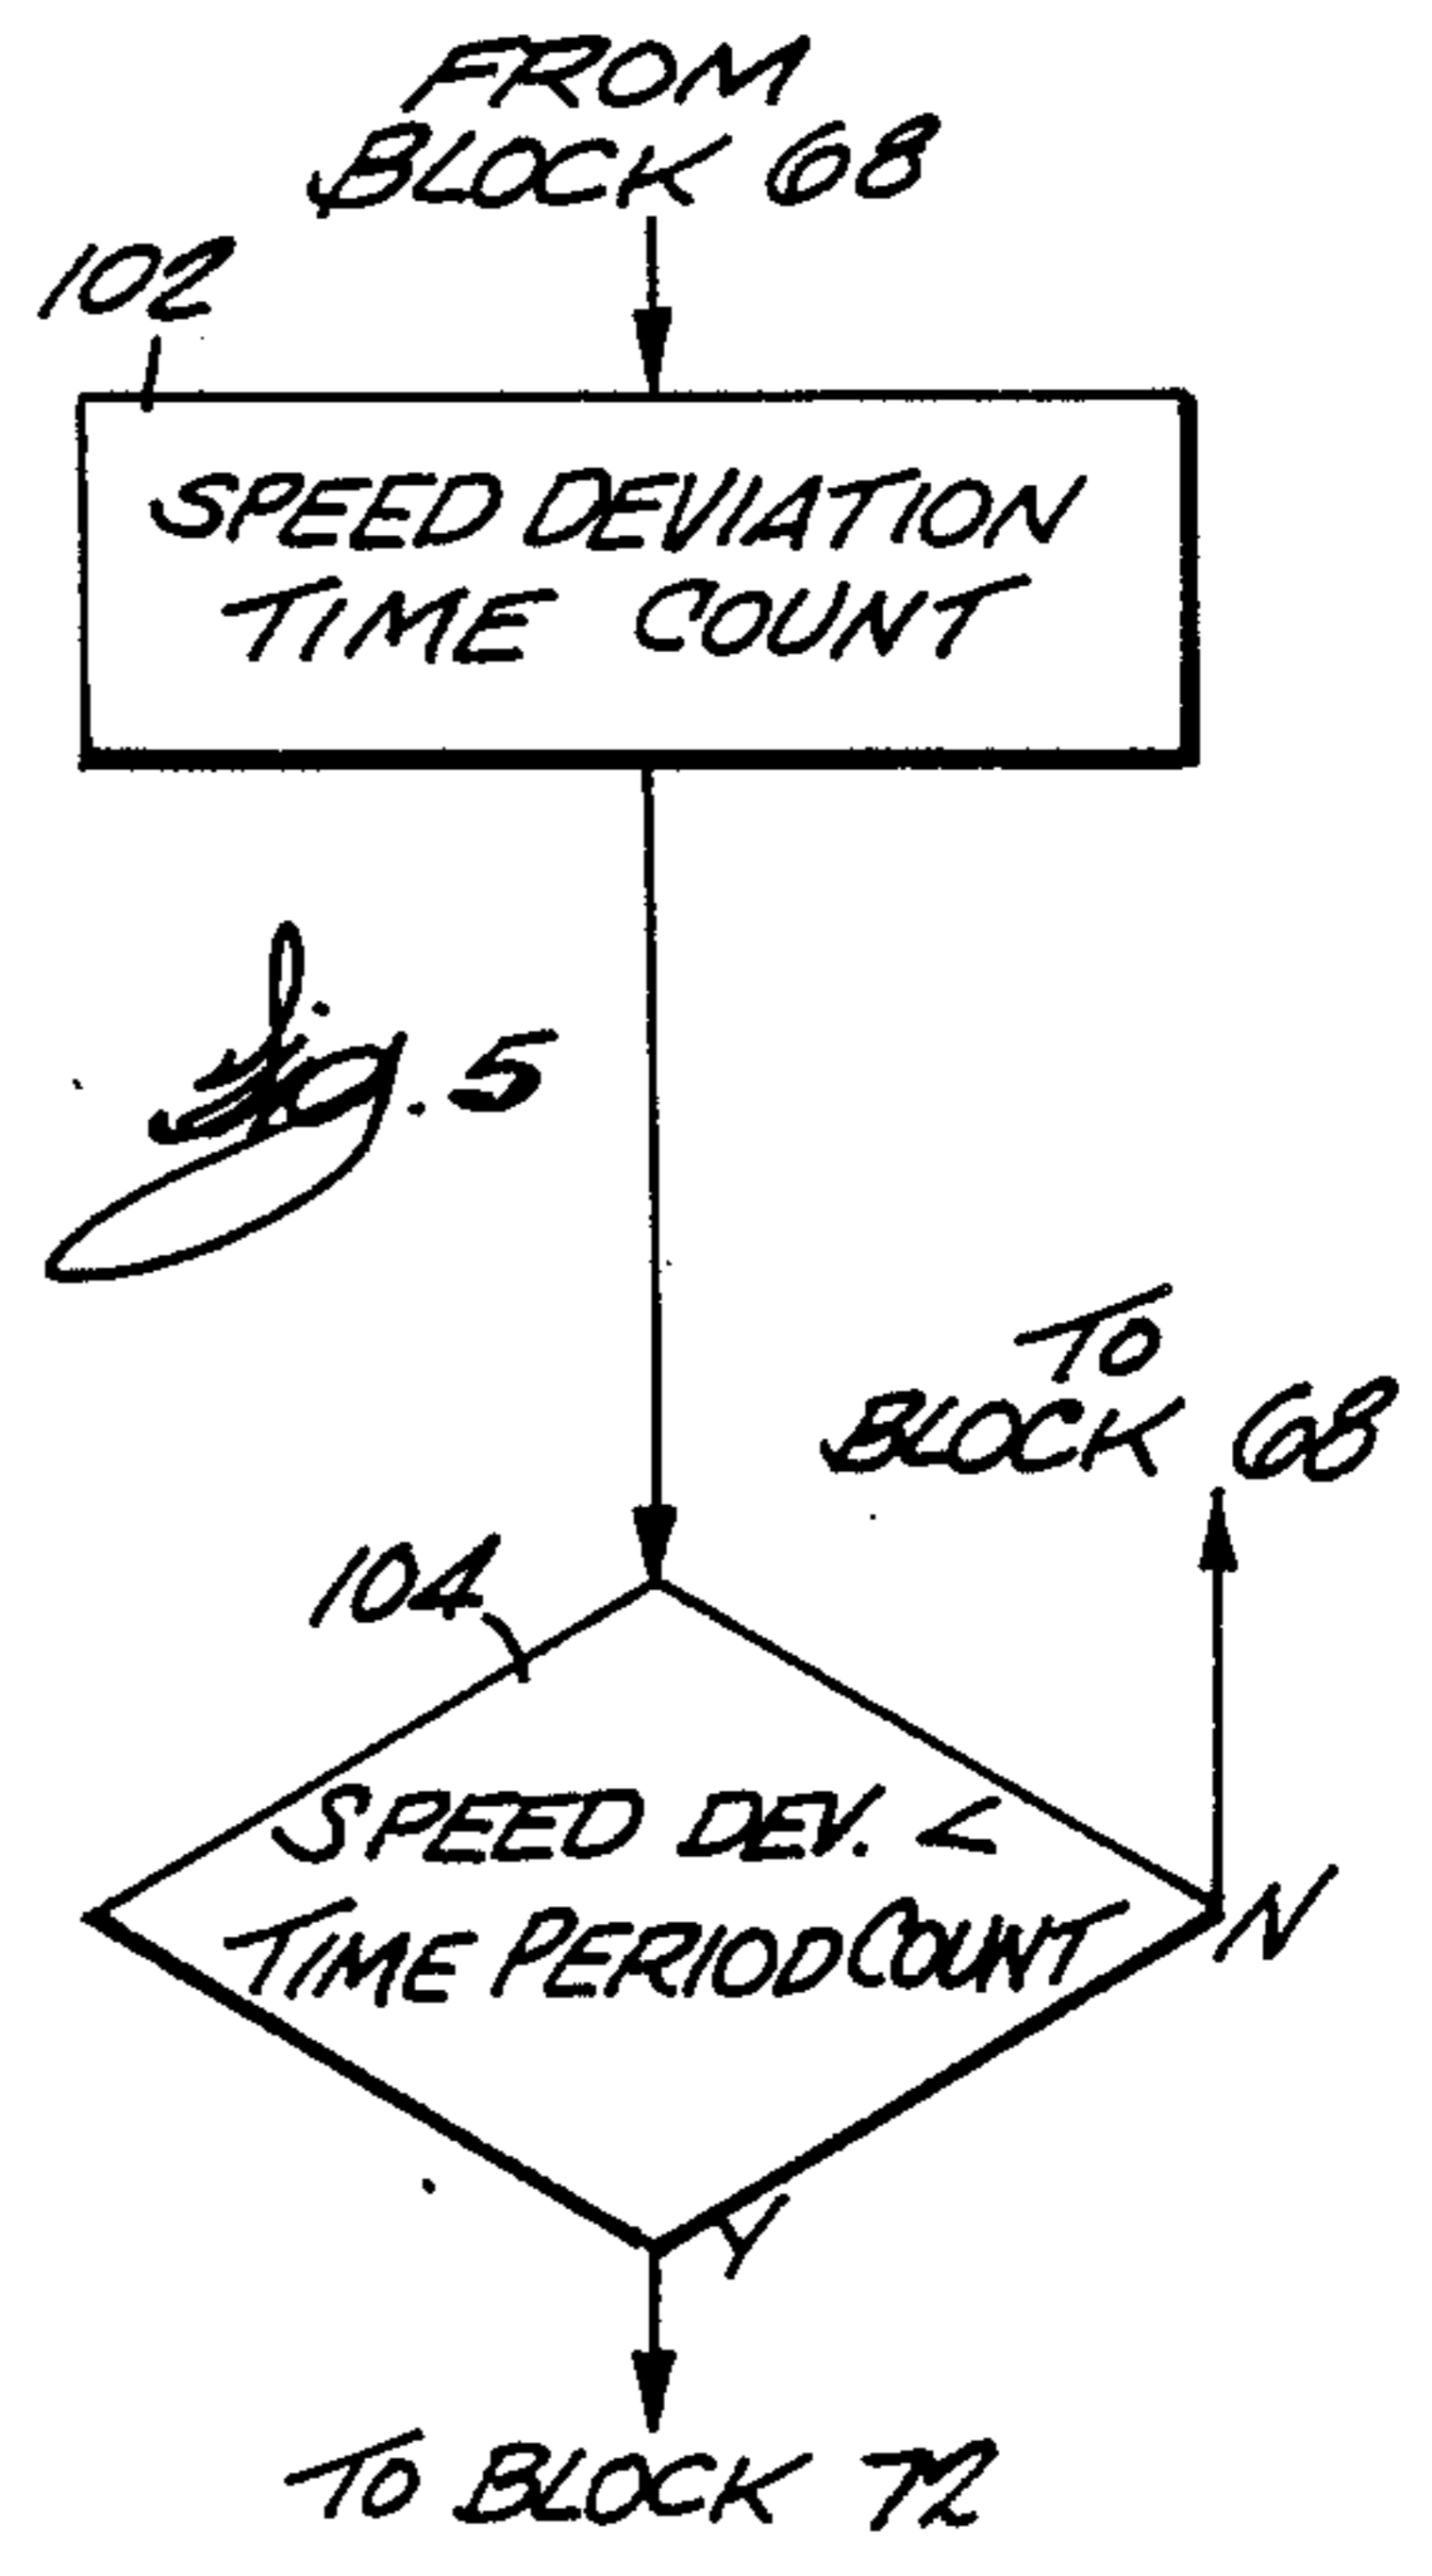 FROM
BLOCK 68
102
SPEED DEVIATION
TIME COUNT
Fig. 5
TO
BLOCK 68
104
SPEED DEV. <
TIME PERIOD COUNT
N
Y
TO BLOCK 72